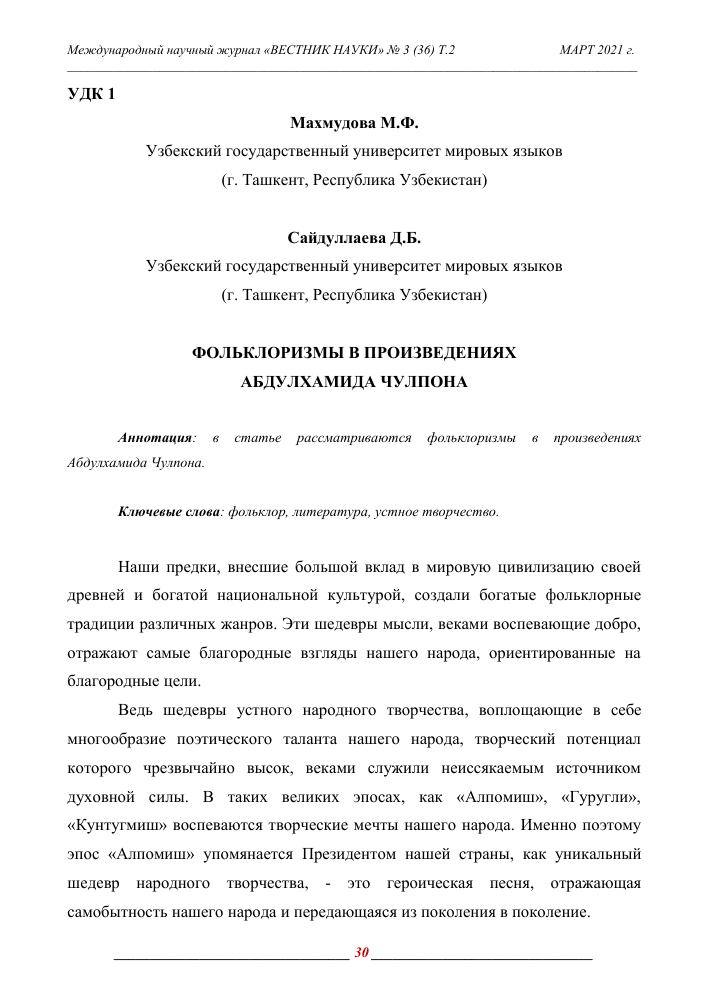 Международный научный журнал «ВЕСТНИК НАУКИ» № 3 (36) Т.2 МАРТ 2021 г.
УДК 1
Махмудова М.Ф.
Узбекский государственный университет мировых языков
(г. Ташкент, Республика Узбекистан)
Сайдуллаева Д.Б.
Узбекский государственный университет мировых языков
(г. Ташкент, Республика Узбекистан)
ФОЛЬКЛОРИЗМЫ В ПРОИЗВЕДЕНИЯХ
АБДУЛХАМИДА ЧУЛПОНА
Аннотация: в статье рассматриваются фольклоризмы в произведениях
Абдулхамида Чулпона.
Ключевые слова: фольклор, литература, устное творчество.
Наши предки, внесшие большой вклад в мировую цивилизацию своей
древней и богатой национальной культурой, создали богатые фольклорные
традиции различных жанров. Эти шедевры мысли, веками воспевающие добро,
отражают самые благородные взгляды нашего народа, ориентированные на
благородные цели.
Ведь шедевры устного народного творчества, воплощающие в себе
многообразие поэтического таланта нашего народа, творческий потенциал
которого чрезвычайно высок, веками служили неиссякаемым источником
духовной силы. В таких великих эпосах, как «Алпомиш», «Гуругли»,
«Кунтугмиш» воспеваются творческие мечты нашего народа. Именно поэтому
эпос «Алпомиш» упомянается Президентом нашей страны, как уникальный
шедевр народного творчества, - это героическая песня, отражающая
самобытность нашего народа и передающаяся из поколения в поколение.
30